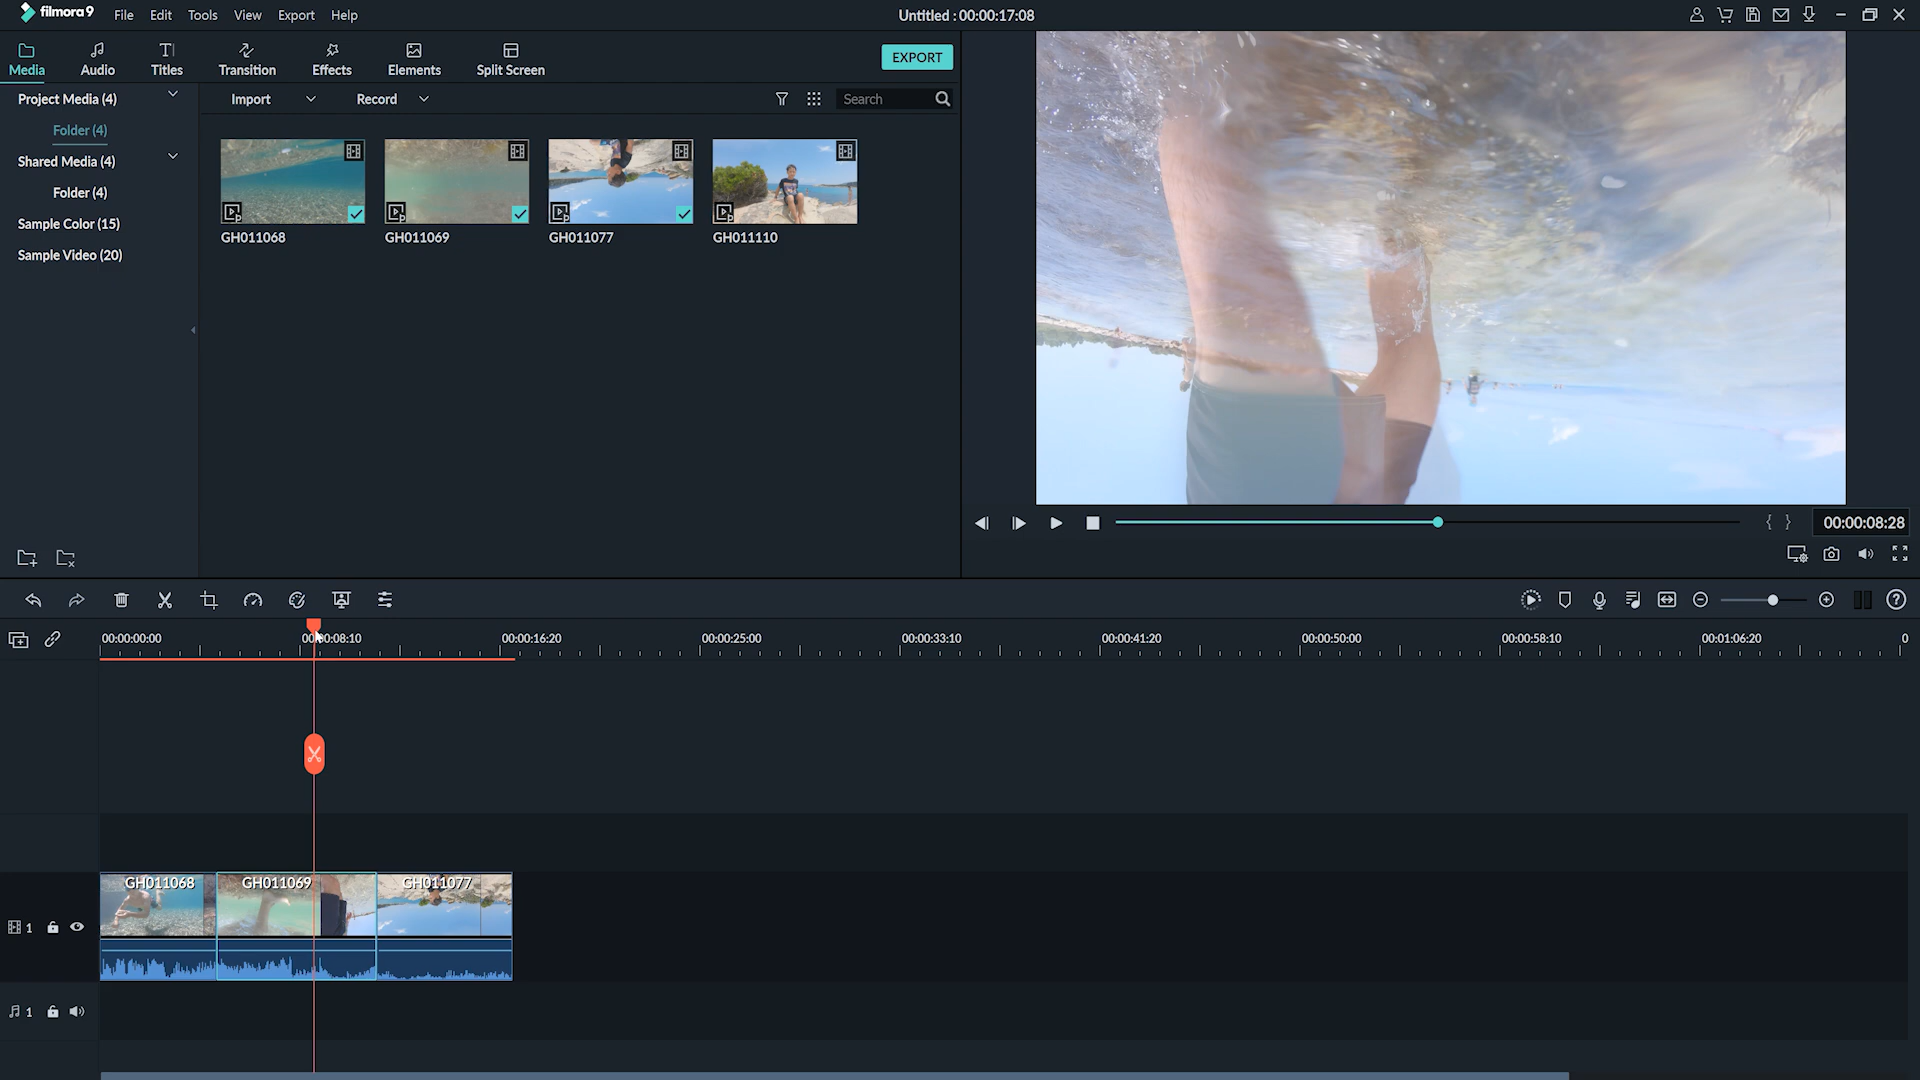 filmora9 File Edit Tools View Export Help Untitled : 00:00:17:08
Media Audio Titles Transition Effects Elements Split Screen EXPORT
Project Media (4)
Folder (4)
Shared Media (4)
Folder (4)
Sample Color (15)
Sample Video (20)
Import Record Search
GH011068 GH011069 GH011077 GH011110
00:00:08:28
00:00:00:00 00:00:08:10 00:00:16:20 00:00:25:00 00:00:33:10 00:00:41:20 00:00:50:00 00:00:58:10 00:01:06:20 0
GH011068 GH011069 GH011077
1
1